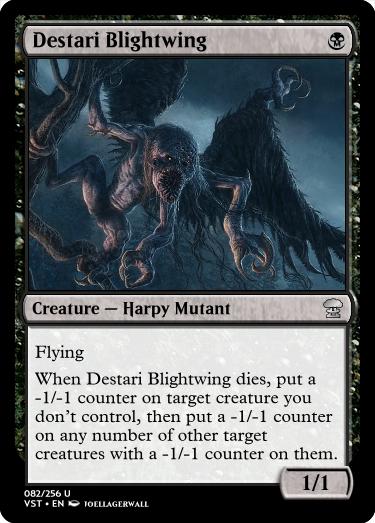 Destari Blightwing
Creature — Harpy Mutant
Flying
When Destari Blightwing dies, put a
-1/-1 counter on target creature you
don't control, then put a -1/-1 counter
on any number of other target
creatures with a -1/-1 counter on them.
1/1
082/256 U
VST • EN JOELLAGERWALL